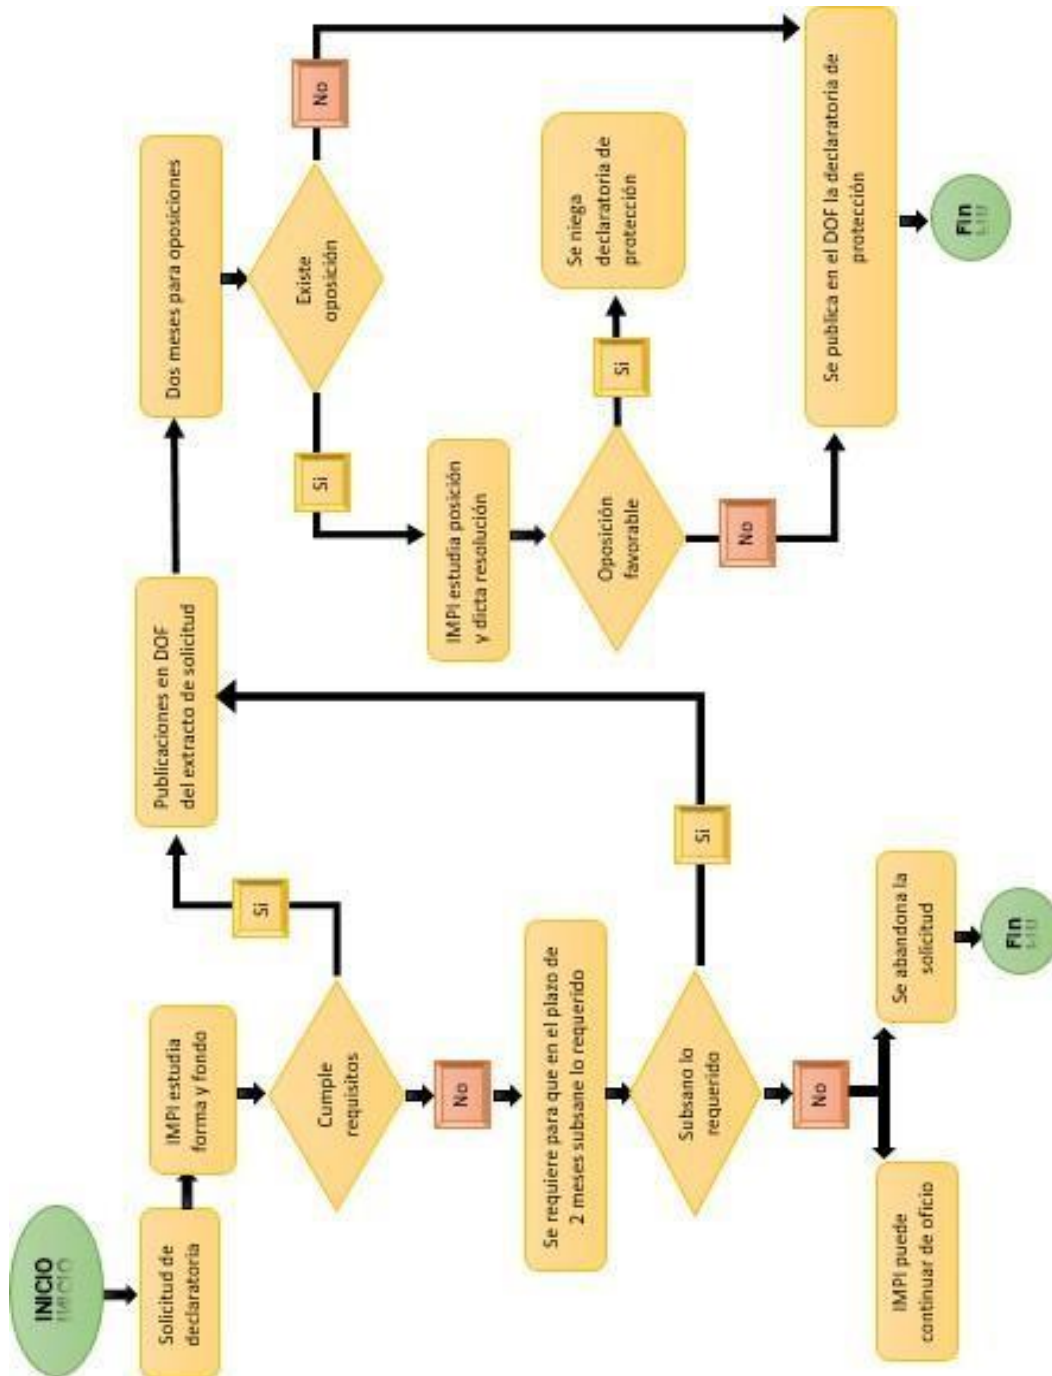 INICIO
Solicitud de
declaratoria
IMPI estudia
forma y fondo
Cumple
requisitos
Si
No
Se requiere para que en el plazo de
2 meses subsane lo requerido
Subsano lo
requerido
Si
No
IMPI puede
continuar de oficio
Se abandona la
solicitud
Fin
Publicaciones en DOF
del extracto de solicitud
Dos meses para oposiciones
Existe
oposición
Si
No
IMPI estudia posición
y dicta resolución
Oposición
favorable
Si
No
Se niega
declaratoria de
protección
Se publica en el DOF la declaratoria de
protección
Fin